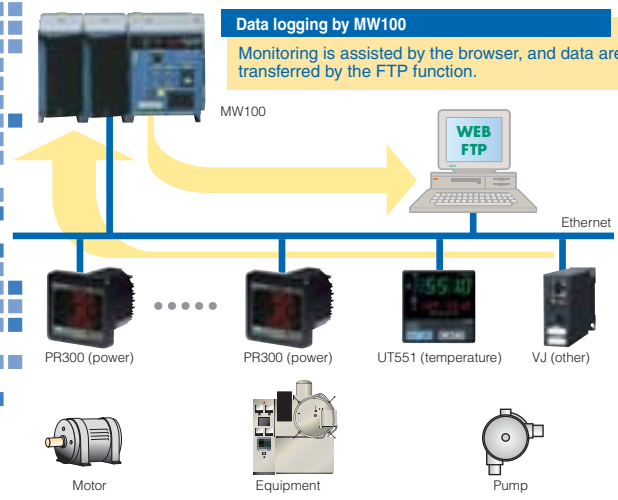 Data logging by MW100
Monitoring is assisted by the browser, and data are
transferred by the FTP function.
MW100
WEB
FTP
Ethernet
PR300 (power)
PR300 (power)
UT551 (temperature)
VJ (other)
Motor
Equipment
Pump